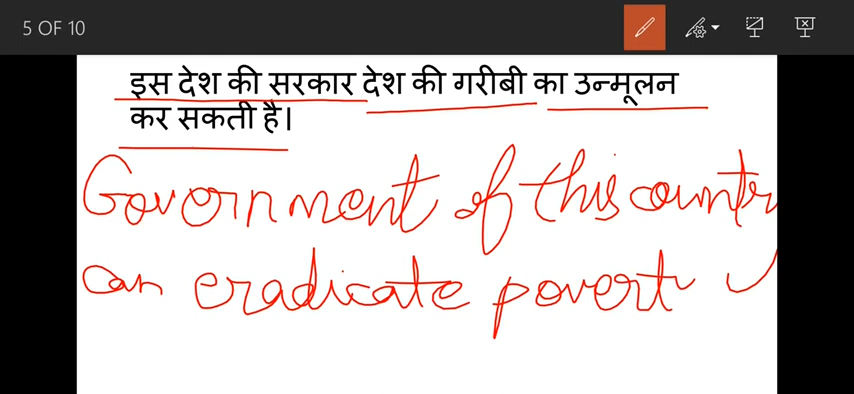 5 OF 10
इस देश की सरकार देश की गरीबी का उन्मूलन
कर सकती है।
Government of this countr
can eradicate povert